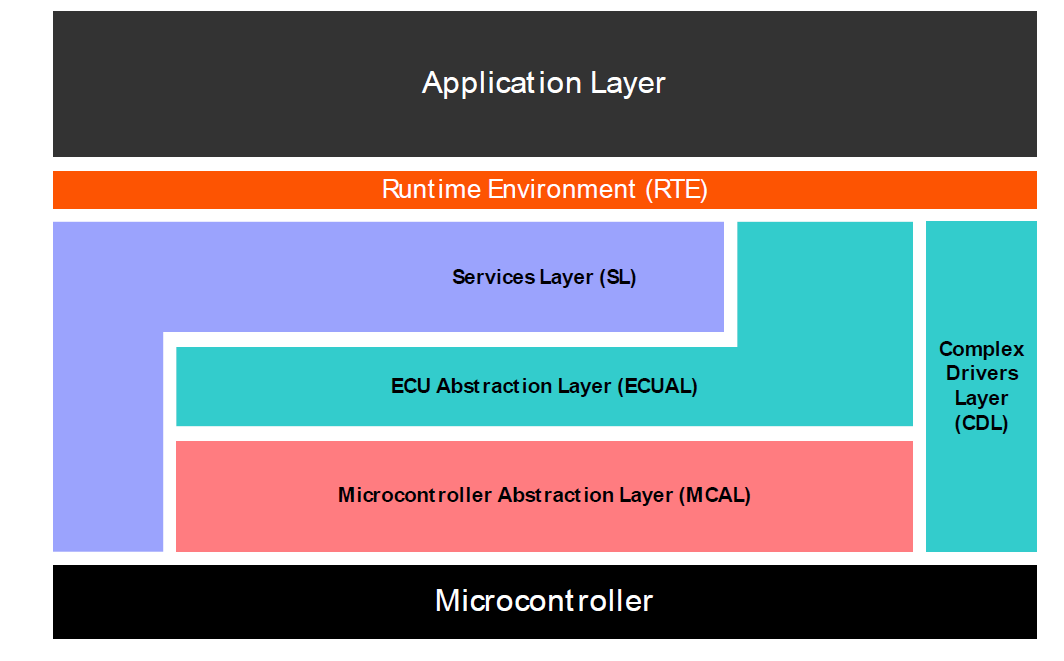 Application Layer
Runtime Environment (RTE)
Services Layer (SL)
Complex
Drivers
Layer
(CDL)
ECU Abstraction Layer (ECUAL)
Microcontroller Abstraction Layer (MCAL)
Microcontroller